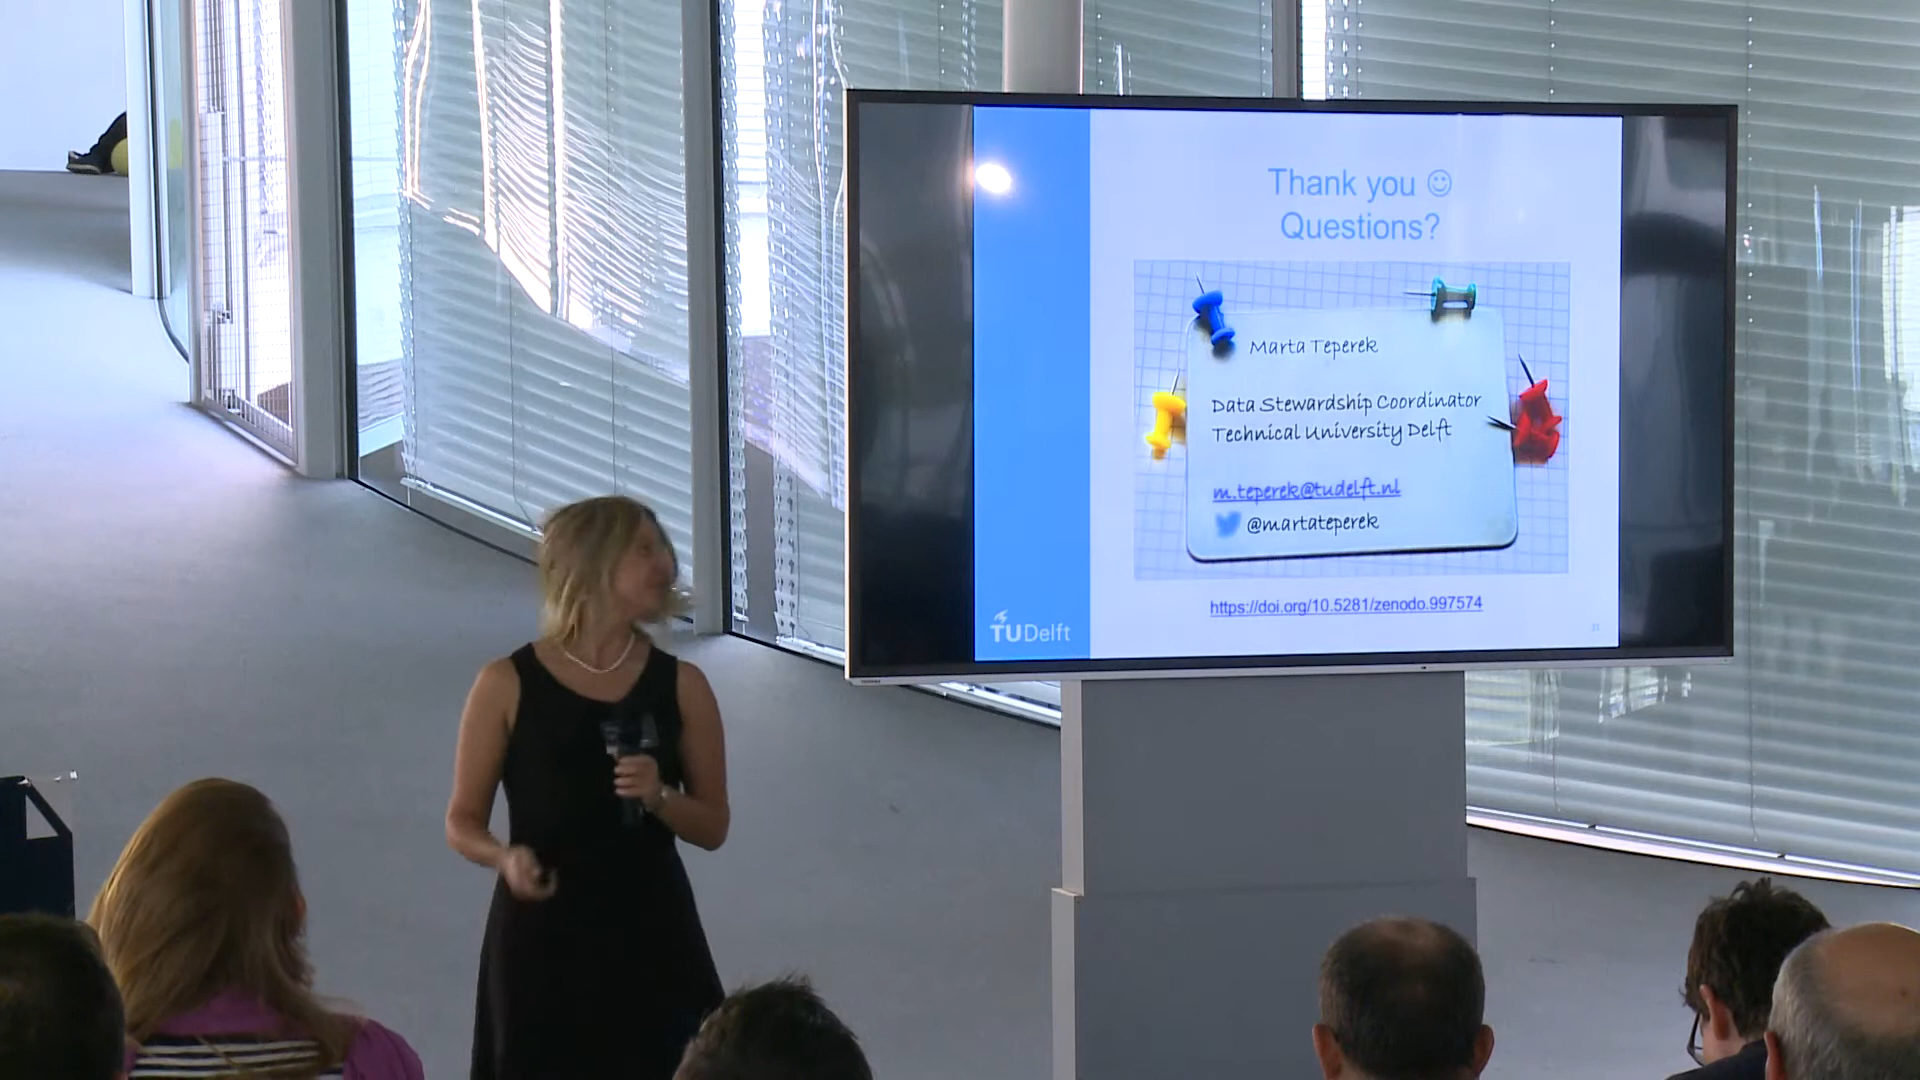 Thank you ☺
Questions?
Marta Teperek
Data Stewardship Coordinator
Technical University Delft
m.teperek@tudelft.nl
@martateperek
https://doi.org/10.5281/zenodo.997574
TUDelft